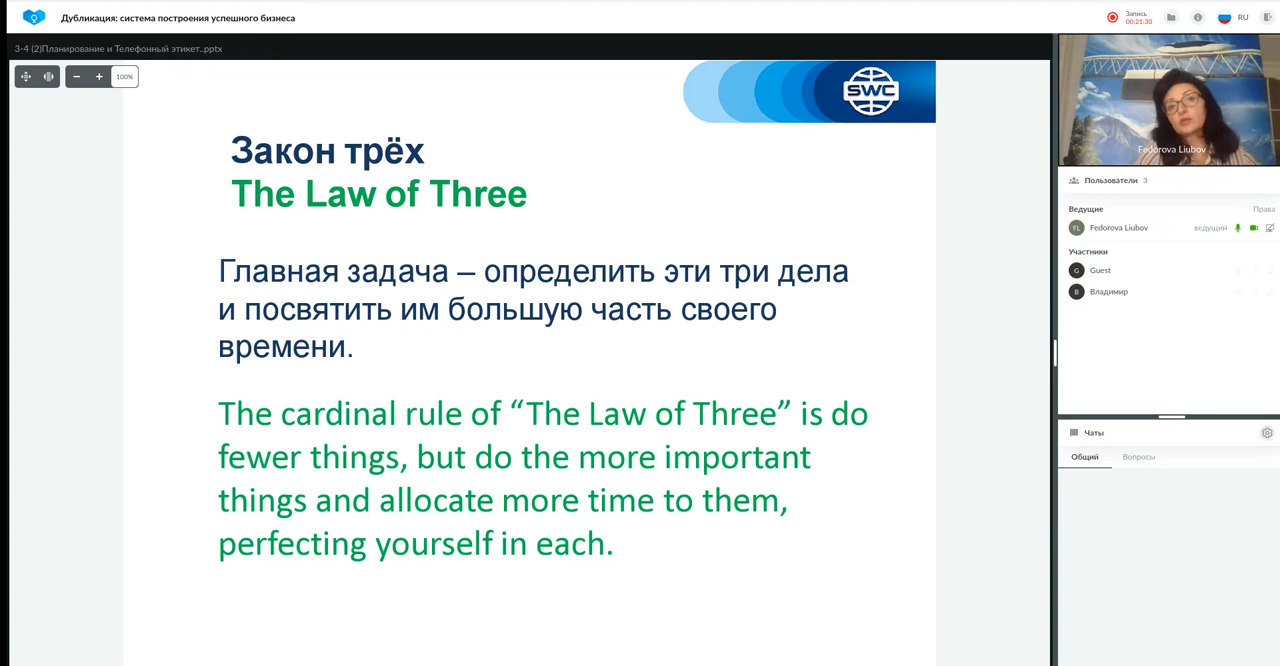 Дубликация: система построения успешного бизнеса
Запись
00:21:30
RU
3-4 (2)Планирование и Телефонный этикет..pptx
100%
SWC
Закон трёх
The Law of Three
Главная задача – определить эти три дела
и посвятить им большую часть своего
времени.
The cardinal rule of “The Law of Three” is do
fewer things, but do the more important
things and allocate more time to them,
perfecting yourself in each.
Fedorova Liubov
Пользователи 3
Ведущие Права
FL Fedorova Liubov ведущий
Участники
G Guest
В Владимир
Чаты
Общий Вопросы